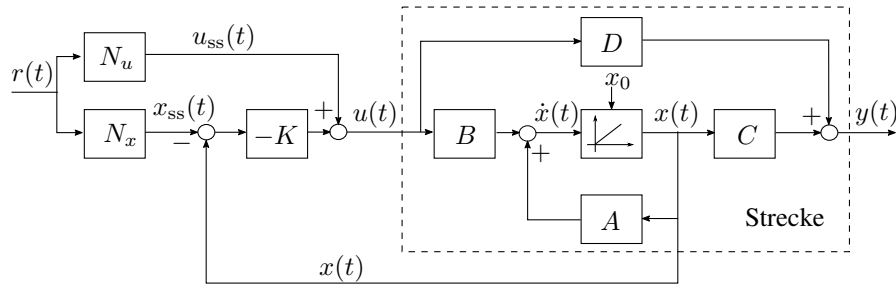 r(t)
N_u
u_ss(t)
N_x
x_ss(t)
−
−K
+
u(t)
D
B
ẋ(t)
+
x_0
x(t)
C
+
y(t)
A
Strecke
x(t)